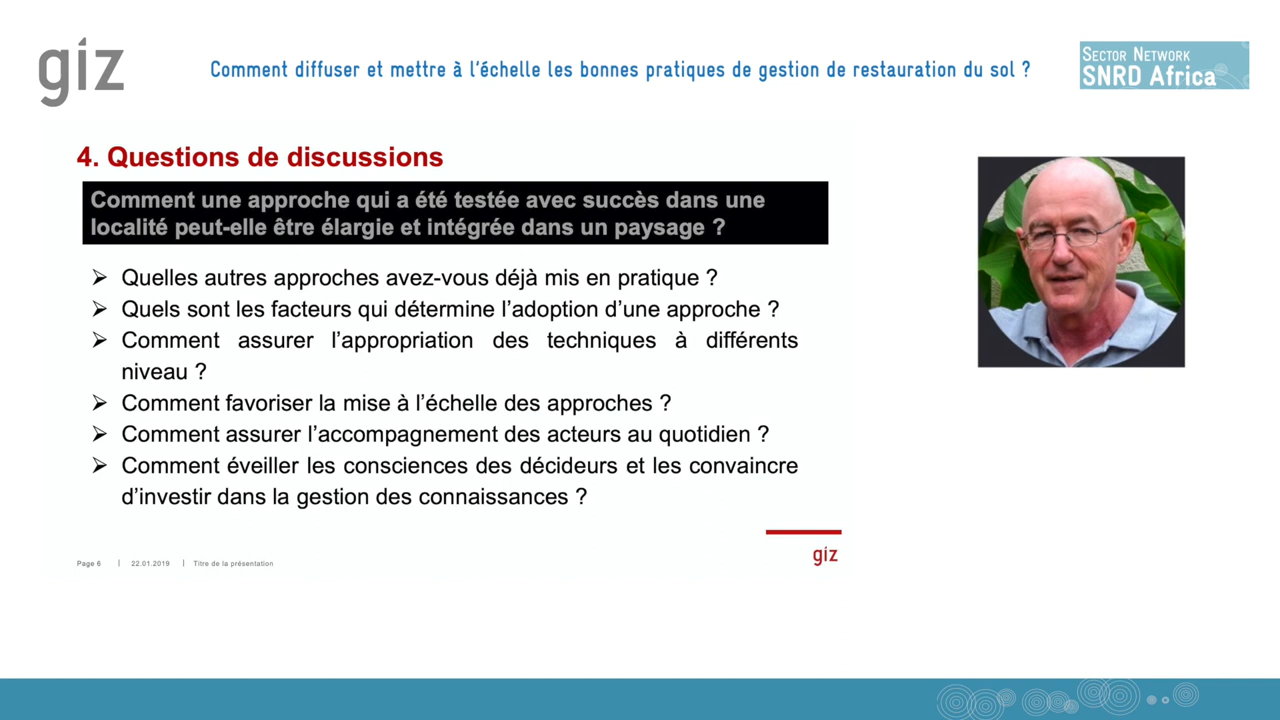 giz
Comment diffuser et mettre à l'échelle les bonnes pratiques de gestion de restauration du sol ?
SECTOR NETWORK
SNRD Africa
4. Questions de discussions
Comment une approche qui a été testée avec succès dans une
localité peut-elle être élargie et intégrée dans un paysage ?
➢ Quelles autres approches avez-vous déjà mis en pratique ?
➢ Quels sont les facteurs qui détermine l'adoption d'une approche ?
➢ Comment assurer l'appropriation des techniques à différents
niveau ?
➢ Comment favoriser la mise à l'échelle des approches ?
➢ Comment assurer l'accompagnement des acteurs au quotidien ?
➢ Comment éveiller les consciences des décideurs et les convaincre
d'investir dans la gestion des connaissances ?
Page 6 | 22.01.2019 | Titre de la présentation
giz